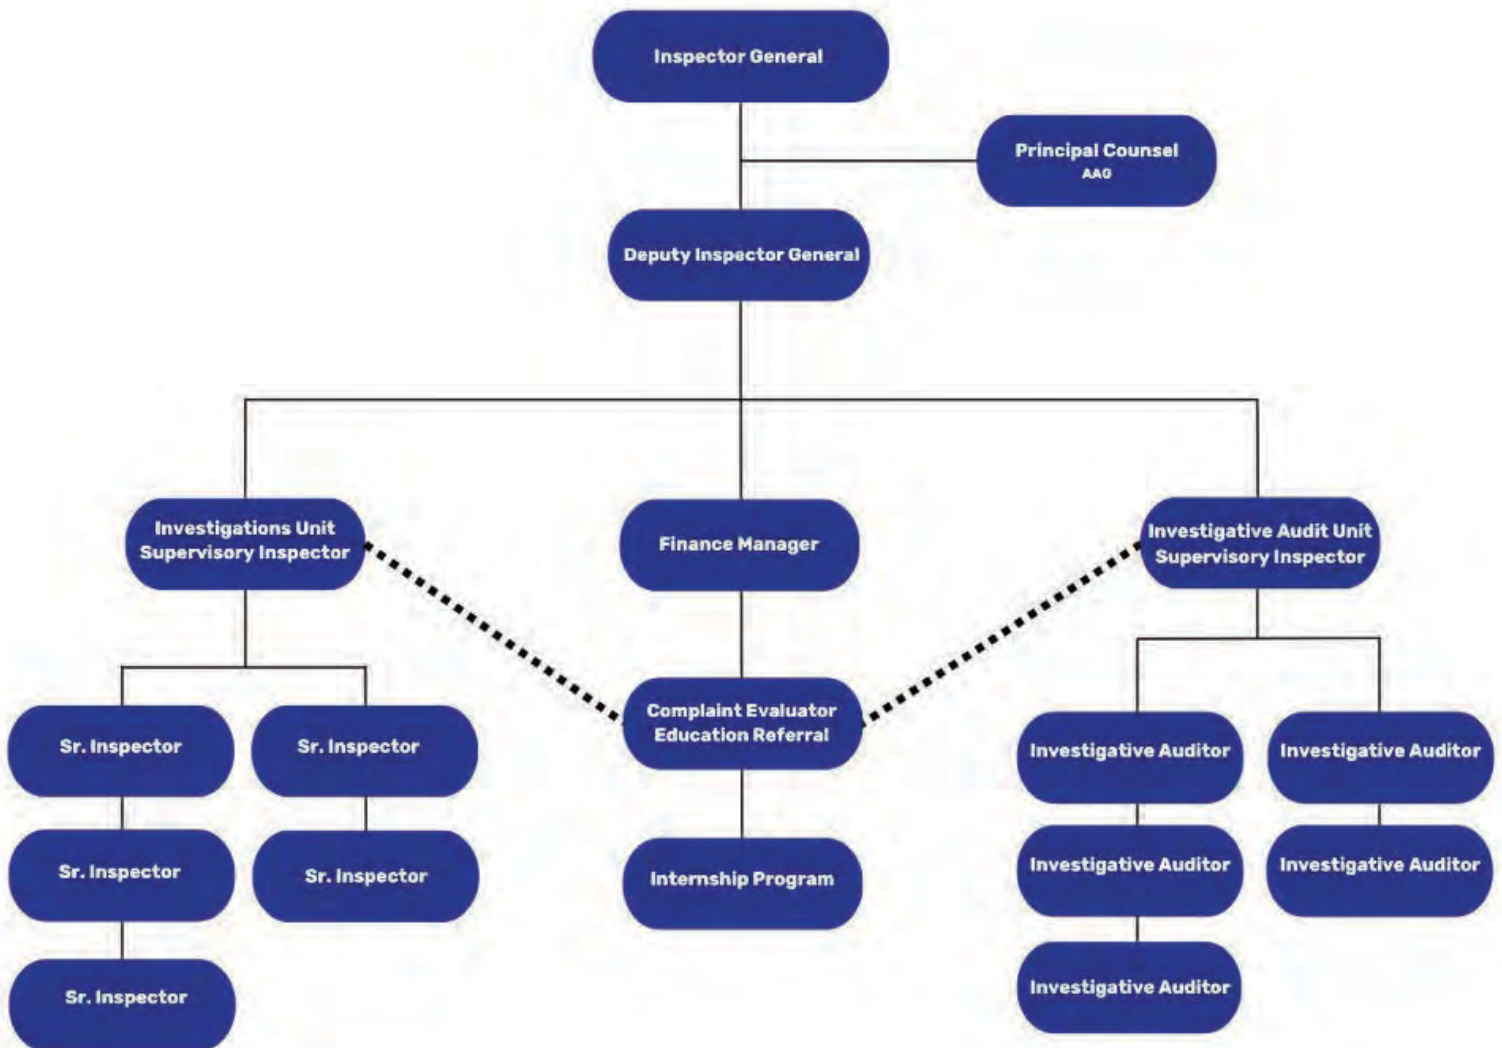 Inspector General
Principal Counsel
AAG
Deputy Inspector General
Investigations Unit
Supervisory Inspector
Finance Manager
Investigative Audit Unit
Supervisory Inspector
Complaint Evaluator
Education Referral
Sr. Inspector
Sr. Inspector
Investigative Auditor
Investigative Auditor
Sr. Inspector
Sr. Inspector
Internship Program
Investigative Auditor
Investigative Auditor
Sr. Inspector
Investigative Auditor